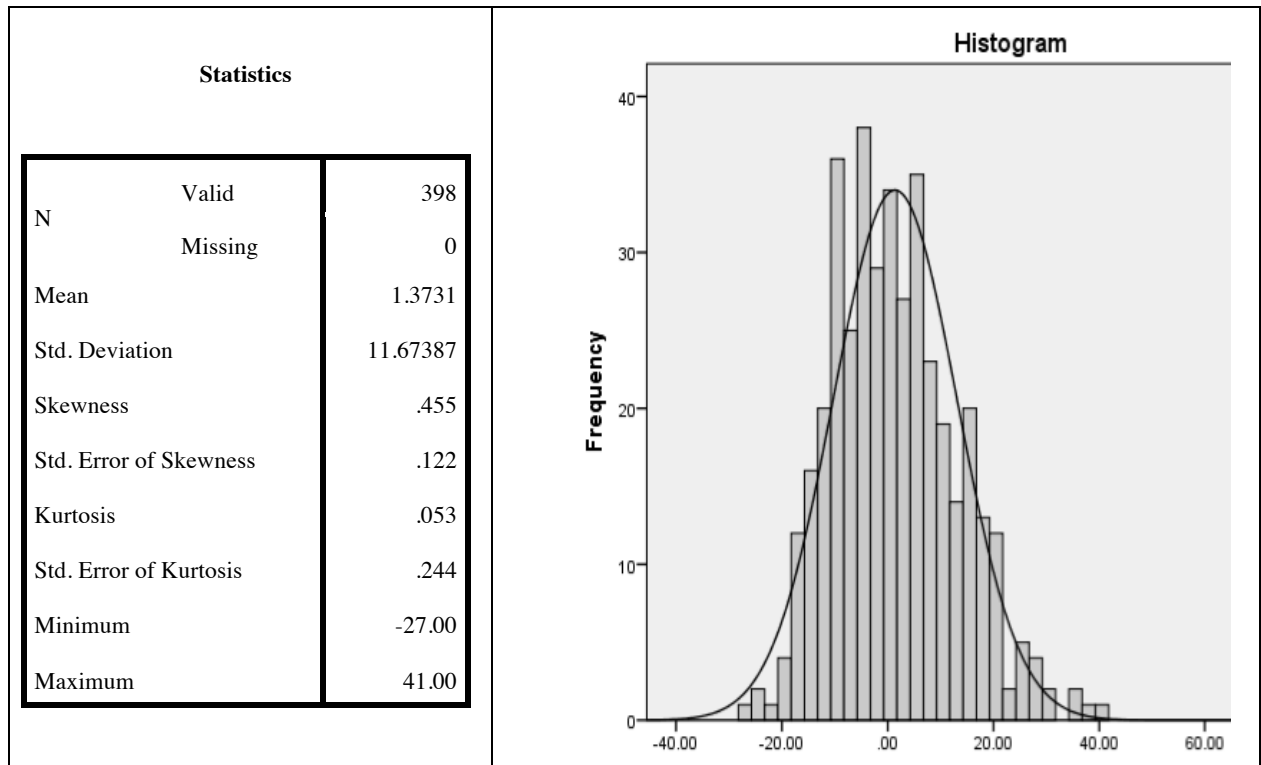 Statistics
N
Valid 398
Missing 0
Mean 1.3731
Std. Deviation 11.67387
Skewness .455
Std. Error of Skewness .122
Kurtosis .053
Std. Error of Kurtosis .244
Minimum -27.00
Maximum 41.00
Histogram
Frequency
40
30
20
10
0
-40.00 -20.00 .00 20.00 40.00 60.00